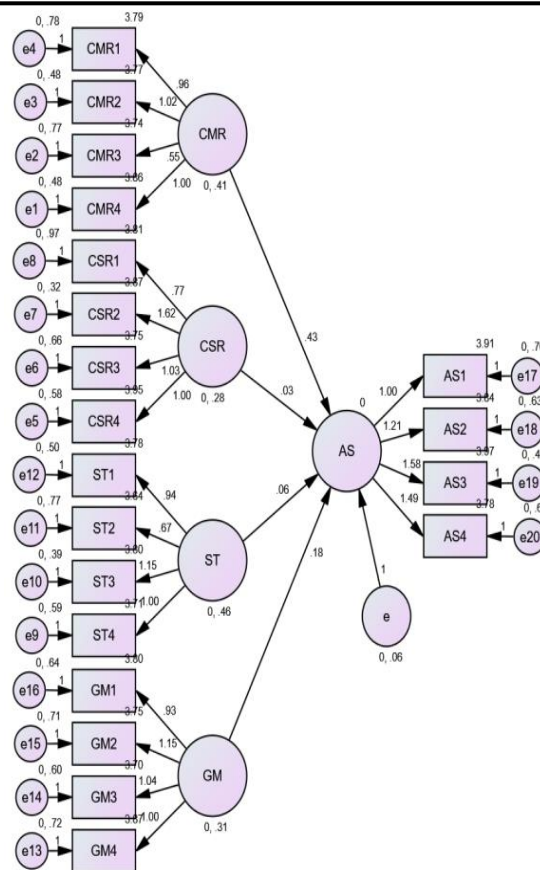 3.79
0, .78
e4 1 CMR1
3.77
0, .48
.96
e3 1 CMR2
1.02
3.74
CMR
0, .77
e2 1 CMR3
.55
3.86
1.00
0, .41
0, .48
e1 1 CMR4
3.81
0, .97
e8 1 CSR1
3.87
.77
0, .32
e7 1 CSR2
1.62
3.75
CSR
0, .66
e6 1 CSR3
1.03
3.95
1.00
0, .28
0, .58
e5 1 CSR4
3.78
0, .50
e12 1 ST1
3.64
.94
0, .77
e11 1 ST2
.67
3.80
ST
0, .39
e10 1 ST3
1.15
3.71
1.00
0, .46
0, .59
e9 1 ST4
3.80
0, .64
e16 1 GM1
3.75
.93
0, .71
e15 1 GM2
1.15
3.70
GM
0, .60
e14 1 GM3
1.04
3.87
1.00
0, .31
0, .72
e13 1 GM4
.43
.03
.06
.18
0
AS
1
e
0, .06
3.91
1.00 AS1 1 e17
3.84
1.21 AS2 1 e18
0, .63
3.97
1.58 AS3 1 e19
3.78
1.49 AS4 1 e20